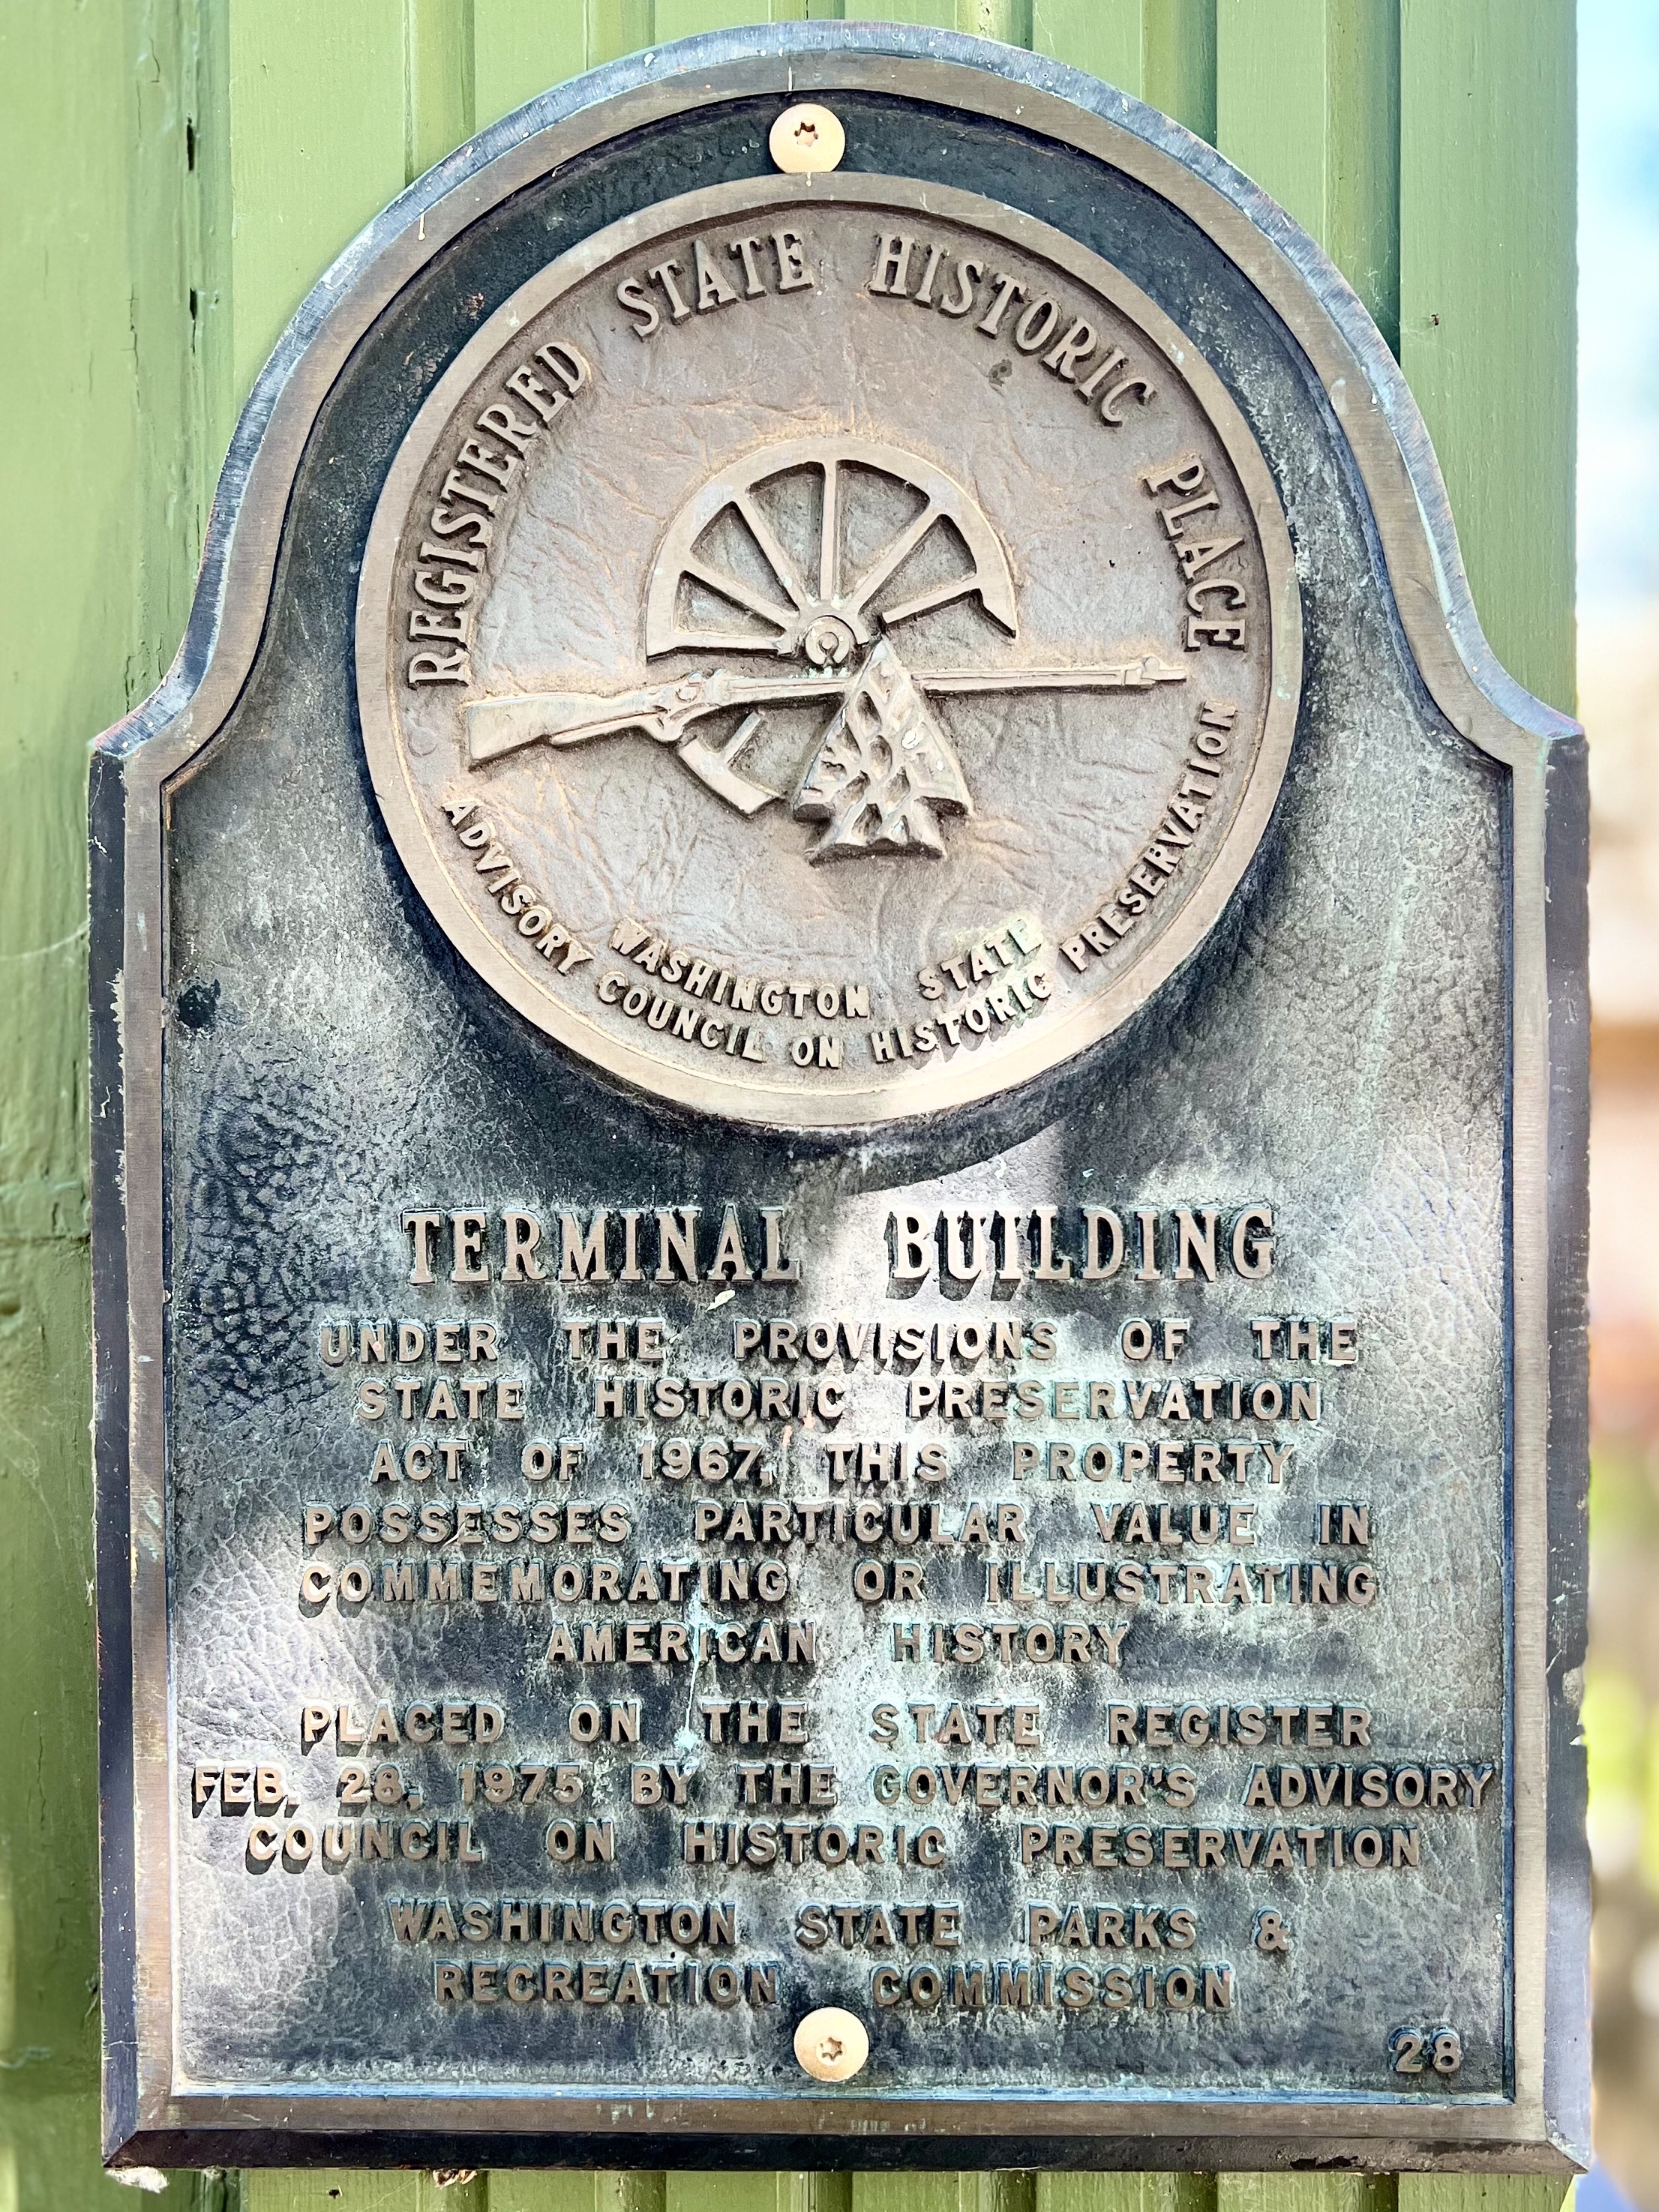 REGISTERED STATE HISTORIC PLACE
WASHINGTON STATE
ADVISORY COUNCIL ON HISTORIC PRESERVATION
TERMINAL BUILDING
UNDER THE PROVISIONS OF THE
STATE HISTORIC PRESERVATION
ACT OF 1967, THIS PROPERTY
POSSESSES PARTICULAR VALUE IN
COMMEMORATING OR ILLUSTRATING
AMERICAN HISTORY
PLACED ON THE STATE REGISTER
FEB. 28, 1975 BY THE GOVERNOR'S ADVISORY
COUNCIL ON HISTORIC PRESERVATION
WASHINGTON STATE PARKS &
RECREATION COMMISSION
28